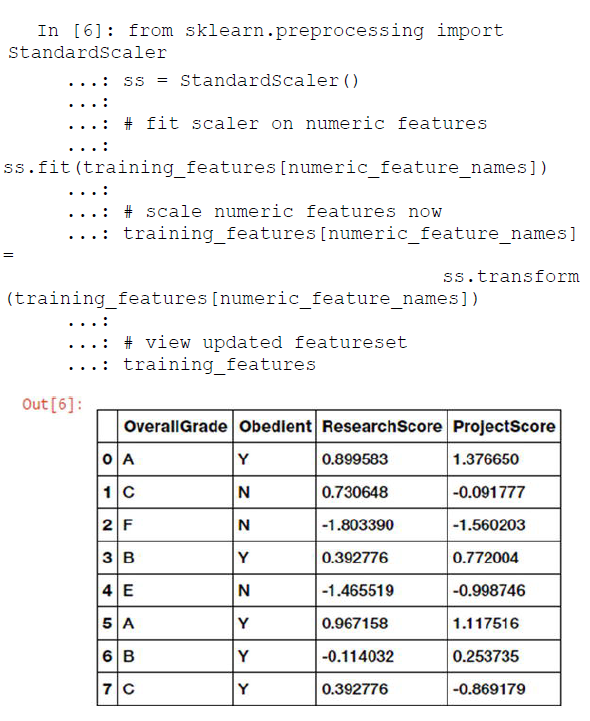 In [6]: from sklearn.preprocessing import
StandardScaler
...: ss = StandardScaler()
...:
...: # fit scaler on numeric features
...:
ss.fit(training_features[numeric_feature_names])
...:
...: # scale numeric features now
...: training_features[numeric_feature_names]
=
ss.transform
(training_features[numeric_feature_names])
...:
...: # view updated featureset
...: training_features
Out[6]:
OverallGrade Obedient ResearchScore ProjectScore
0 A Y 0.899583 1.376650
1 C N 0.730648 -0.091777
2 F N -1.803390 -1.560203
3 B Y 0.392776 0.772004
4 E N -1.465519 -0.998746
5 A Y 0.967158 1.117516
6 B Y -0.114032 0.253735
7 C Y 0.392776 -0.869179